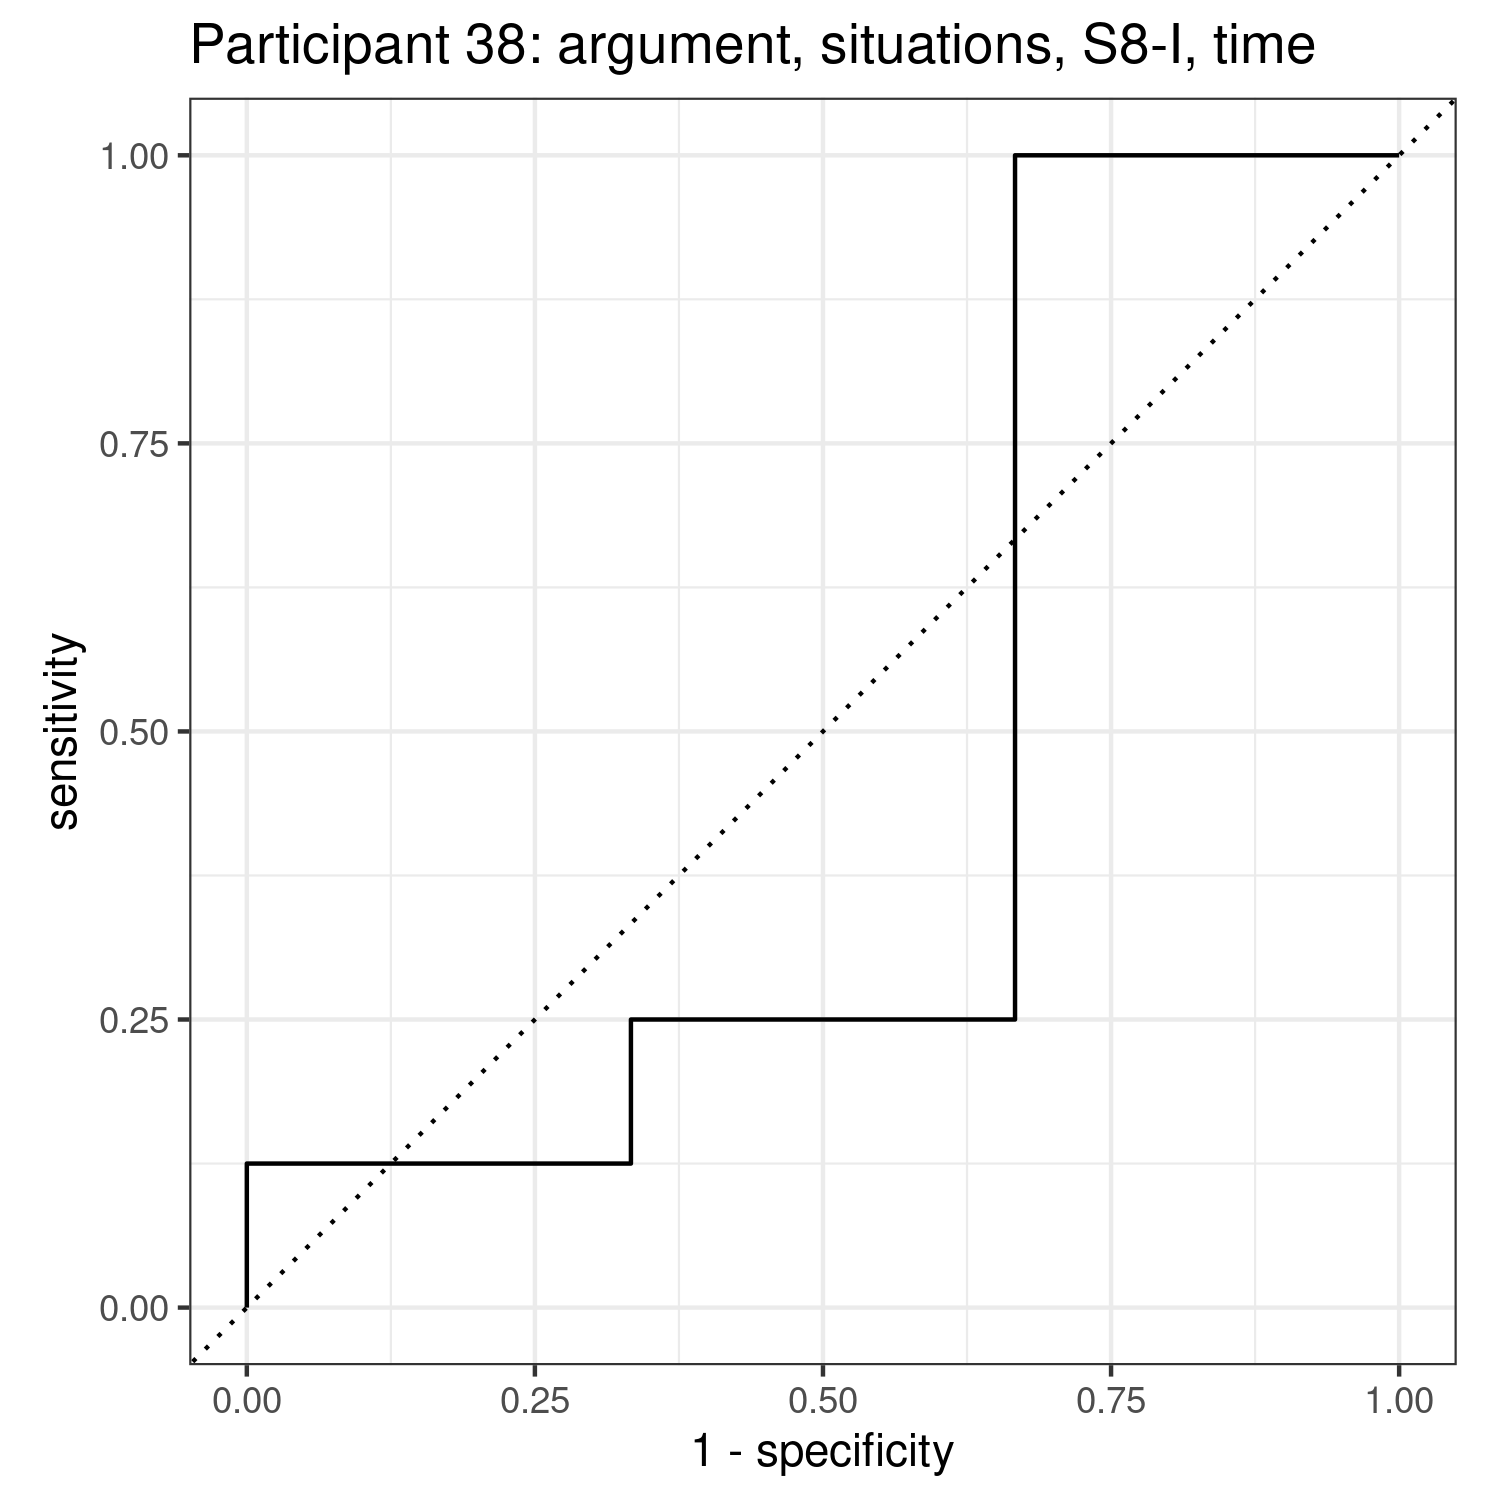 Participant 38: argument, situations, S8-I, time
1.00
0.75
0.50
0.25
0.00
sensitivity
0.00 0.25 0.50 0.75 1.00
1 - specificity